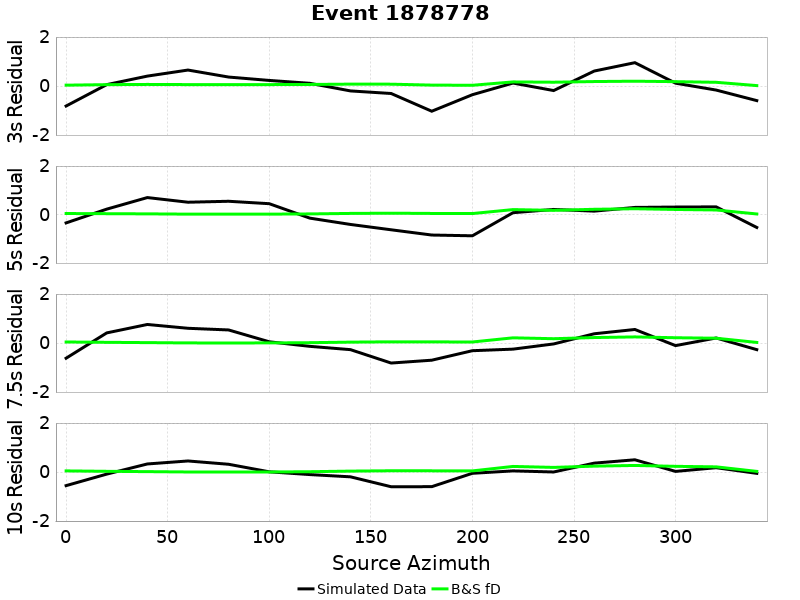 Event 1878778
3s Residual
2
0
-2
5s Residual
2
0
-2
7.5s Residual
2
0
-2
10s Residual
2
0
-2
0 50 100 150 200 250 300
Source Azimuth
Simulated Data B&S fD